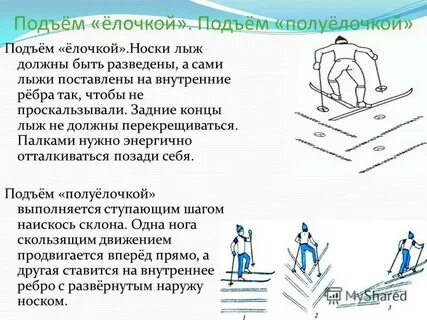 Подъём «ёлочкой». Подъём «полуёлочкой»
Подъём «ёлочкой».Носки лыж
должны быть разведены, а сами
лыжи поставлены на внутренние
рёбра так, чтобы не
проскальзывали. Задние концы
лыж не должны перекрещиваться.
Палками нужно энергично
отталкиваться позади себя.
Подъём «полуёлочкой»
выполняется ступающим шагом
наискось склона. Одна нога
скользящим движением
продвигается вперёд прямо, а
другая ставится на внутреннее
ребро с развёрнутым наружу
носком.
1 2 3
MyShared